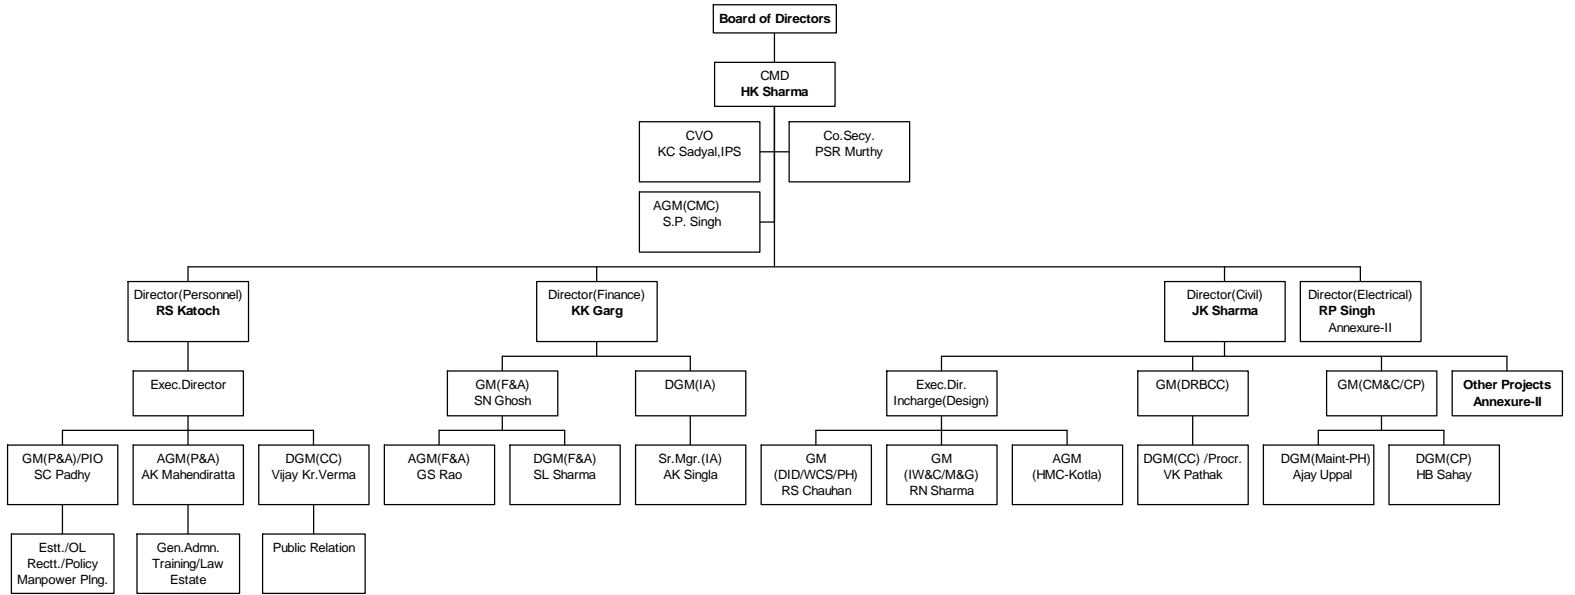 Board of Directors
CMD
HK Sharma
CVO
KC Sadyal,IPS
Co.Secy.
PSR Murthy
AGM(CMC)
S.P. Singh
Director(Personnel)
RS Katoch
Director(Finance)
KK Garg
Director(Civil)
JK Sharma
Director(Electrical)
RP Singh
Annexure-II
Exec.Director
GM(F&A)
SN Ghosh
DGM(IA)
Exec.Dir.
Incharge(Design)
GM(DRBCC)
GM(CM&C/CP)
Other Projects
Annexure-II
GM(P&A)/PIO
SC Padhy
AGM(P&A)
AK Mahendiratta
DGM(CC)
Vijay Kr.Verma
AGM(F&A)
GS Rao
DGM(F&A)
SL Sharma
Sr.Mgr.(IA)
AK Singla
GM
(DID/WCS/PH)
RS Chauhan
GM
(IW&C/M&G)
RN Sharma
AGM
(HMC-Kotla)
DGM(CC) /Procr.
VK Pathak
DGM(Maint-PH)
Ajay Uppal
DGM(CP)
HB Sahay
Estt./OL
Rectt./Policy
Manpower Plng.
Gen.Admn.
Training/Law
Estate
Public Relation